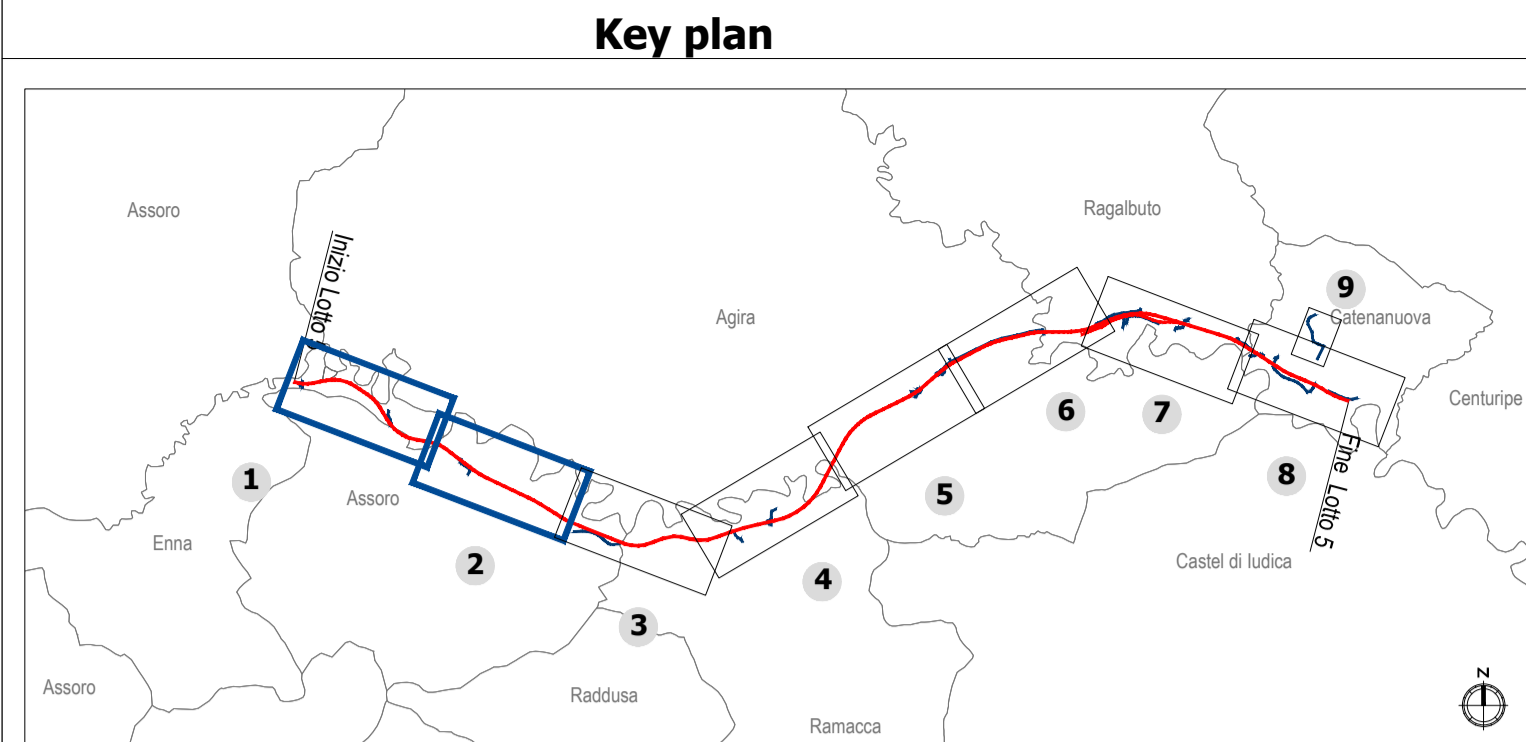 Key plan
Assoro
Ragalbuto
Inizio Lotto 5
9
Agira
Catenanuova
Centuripe
6
7
1
Assoro
8
Fine Lotto 5
5
Enna
2
4
Castel di Iudica
3
Assoro
Raddusa
Ramacca
N